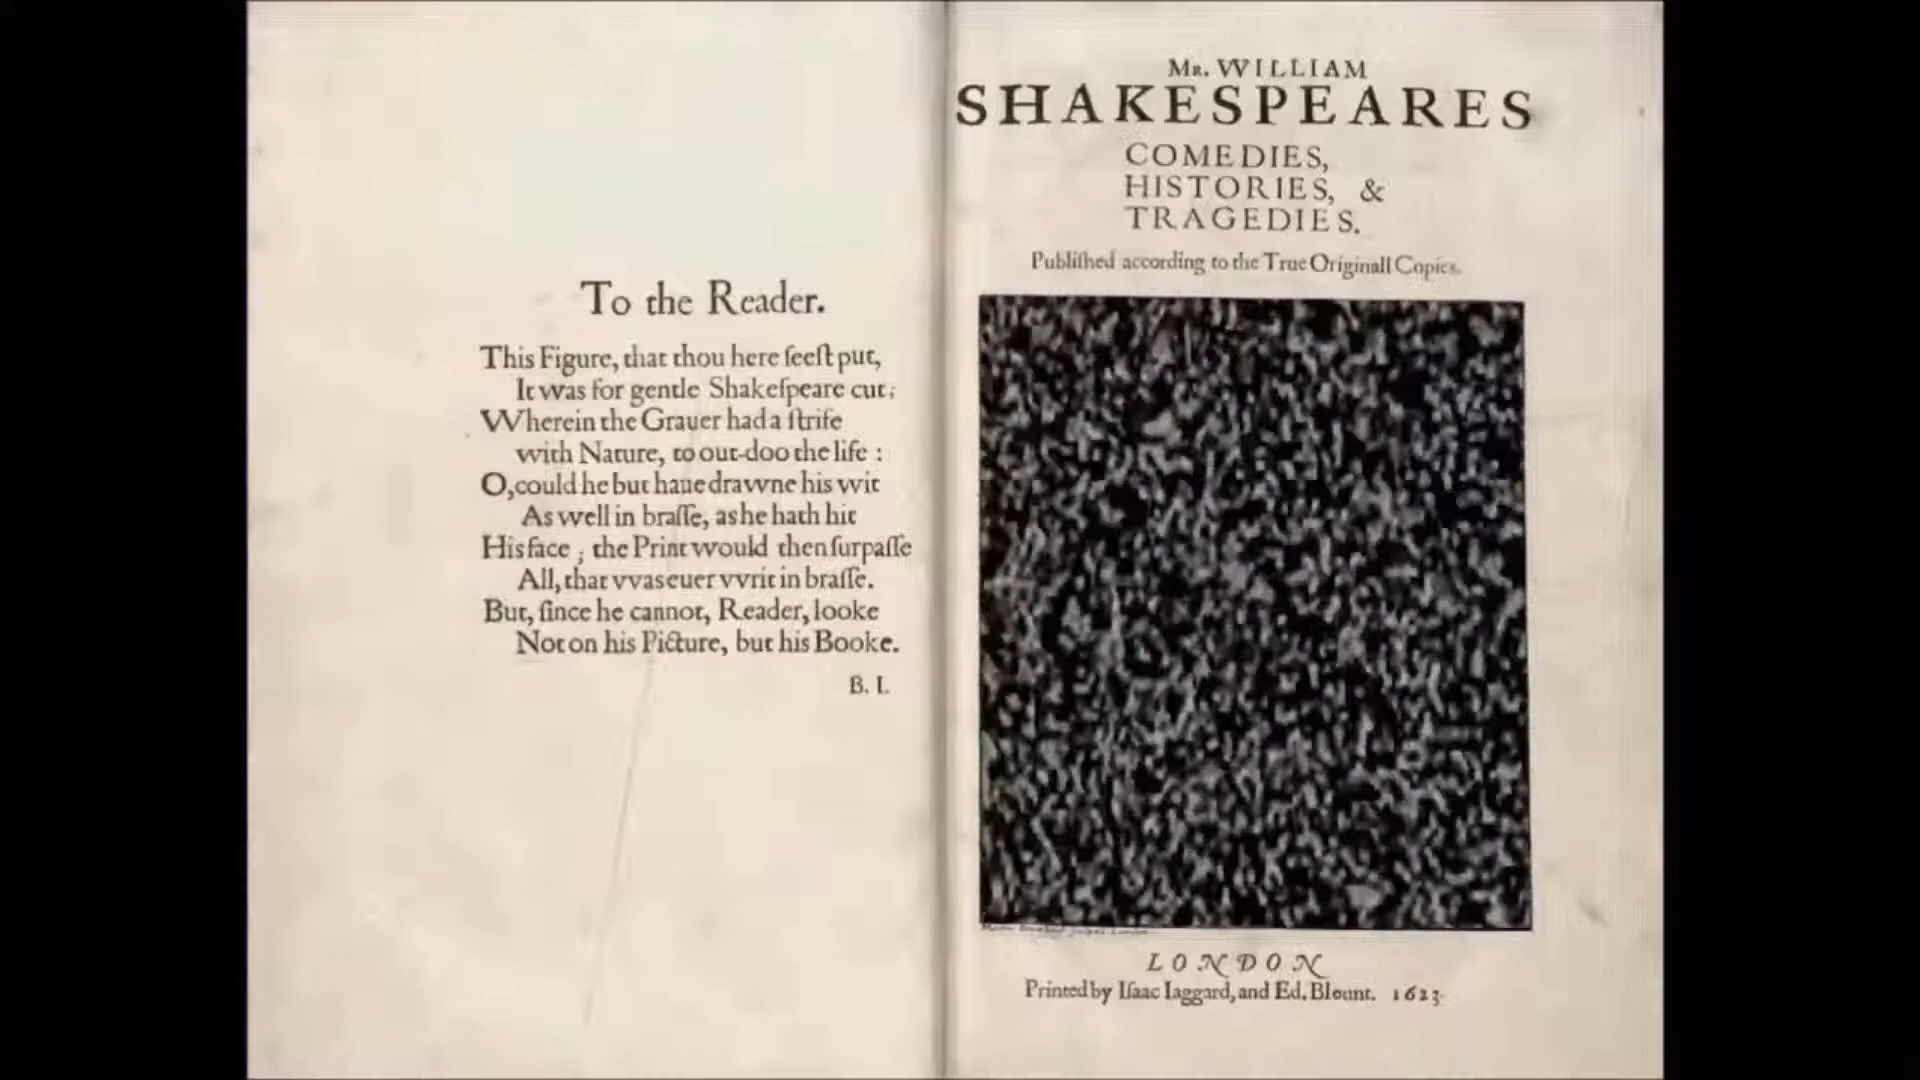 To the Reader.
This Figure, that thou here ſeeſt put,
It was for gentle Shakeſpeare cut;
Wherein the Grauer had a ſtrife
with Nature, to out-doo the life :
O, could he but haue dravvne his vvit
As well in braſſe, as he hath hit
His face ; the Print would then ſurpaſſe
All, that vvas euer vvrit in braſſe.
But, ſince he cannot, Reader, looke
Not on his Picture, but his Booke.
B. I.
Mr. VVILLIAM
SHAKESPEARES
COMEDIES,
HISTORIES, &
TRAGEDIES.
Publiſhed according to the True Originall Copies.
LONDON
Printed by Iſaac Iaggard, and Ed. Blount. 1623.